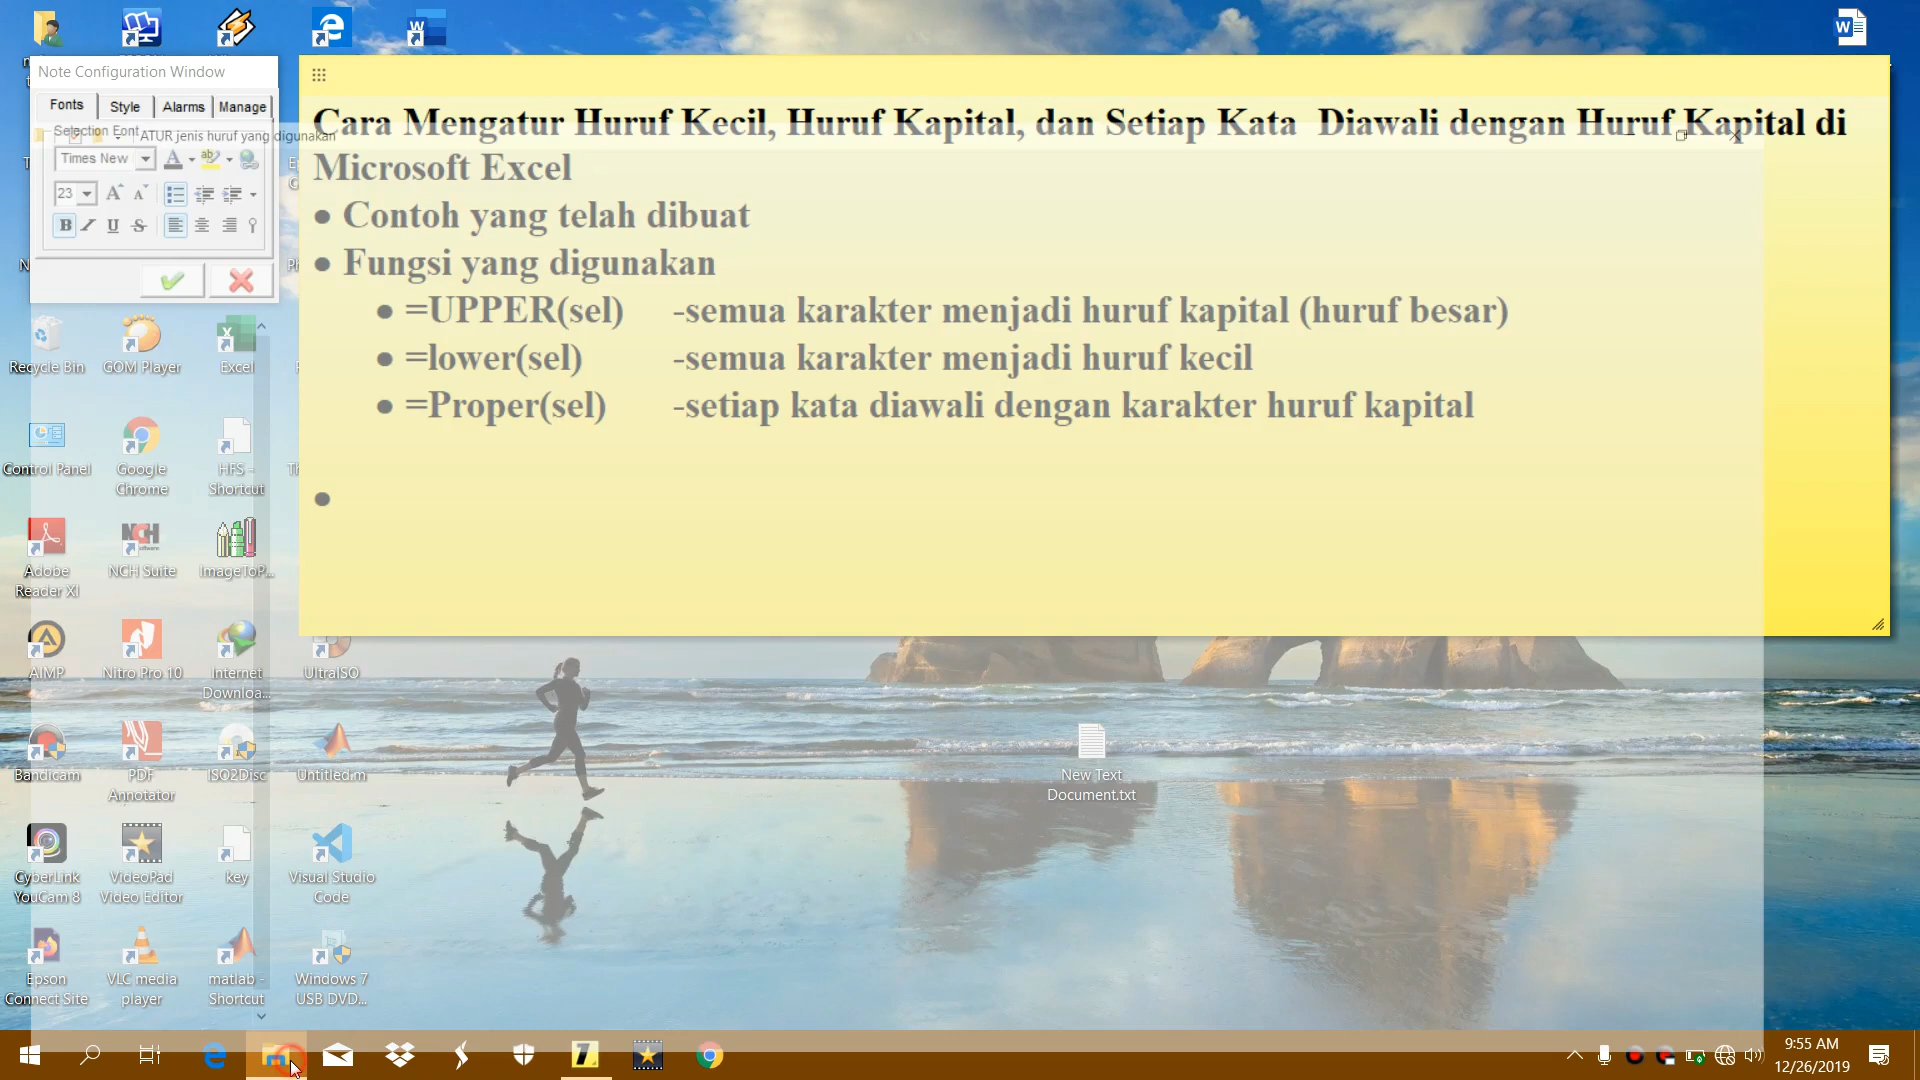 Note Configuration Window
Fonts Style Alarms Manage
Selection Font
ATUR jenis huruf yang digunakan
Times New
23
Cara Mengatur Huruf Kecil, Huruf Kapital, dan Setiap Kata Diawali dengan Huruf Kapital di
Microsoft Excel
● Contoh yang telah dibuat
● Fungsi yang digunakan
● =UPPER(sel) -semua karakter menjadi huruf kapital (huruf besar)
● =lower(sel) -semua karakter menjadi huruf kecil
● =Proper(sel) -setiap kata diawali dengan karakter huruf kapital
●
Recycle Bin
GOM Player
Excel
Control Panel
Google
Chrome
HFS -
Shortcut
Adobe
Reader XI
NCH Suite
ImageToP...
AIMP
Nitro Pro 10
Internet
Downloa...
UltraISO
Bandicam
PDF
Annotator
ISO2Disc
Untitled.m
New Text
Document.txt
CyberLink
YouCam 8
VideoPad
Video Editor
key
Visual Studio
Code
Epson
Connect Site
VLC media
player
matlab -
Shortcut
Windows 7
USB DVD...
9:55 AM
12/26/2019